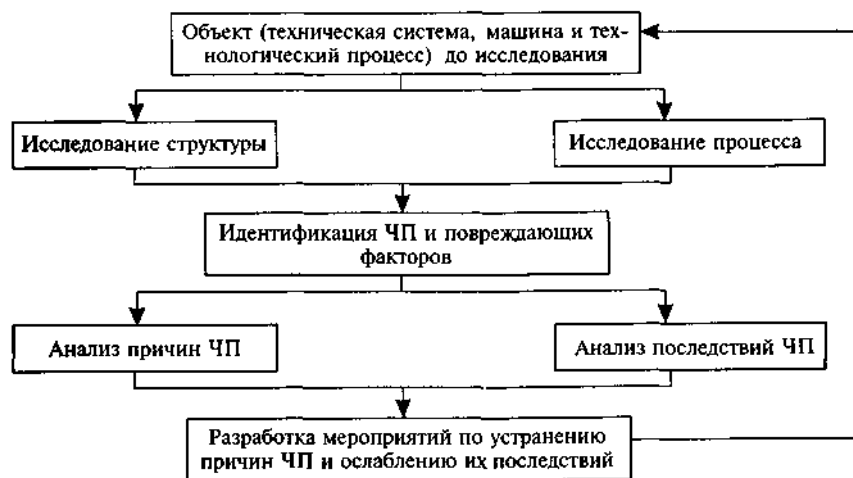 Объект (техническая система, машина и тех-
нологический процесс) до исследования
Исследование структуры
Исследование процесса
Идентификация ЧП и повреждающих
факторов
Анализ причин ЧП
Анализ последствий ЧП
Разработка мероприятий по устранению
причин ЧП и ослаблению их последствий